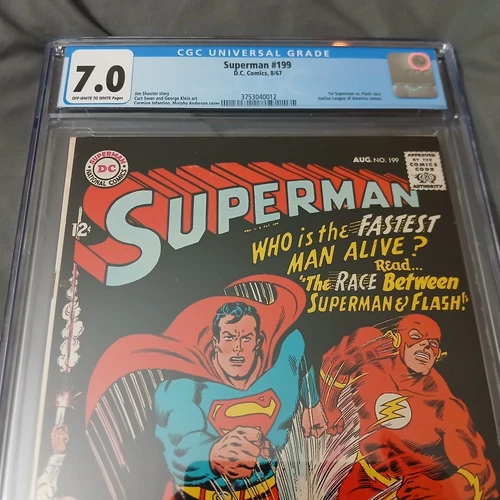 CGC UNIVERSAL GRADE
7.0
OFF-WHITE TO WHITE Pages
Superman #199
D.C. Comics, 8/67
Jim Shooter story
Curt Swan and George Klein art
Carmine Infantino, Murphy Anderson cover
3753040012
1st Superman vs. Flash race
Justice League of America cameo
SUPERMAN
DC
NATIONAL COMICS
AUG. NO. 199
APPROVED
BY THE
COMICS
CODE
AUTHORITY
12¢
SUPERMAN
WHO is the FASTEST
MAN ALIVE?
Read...
"The RACE Between
SUPERMAN & FLASH!"
S